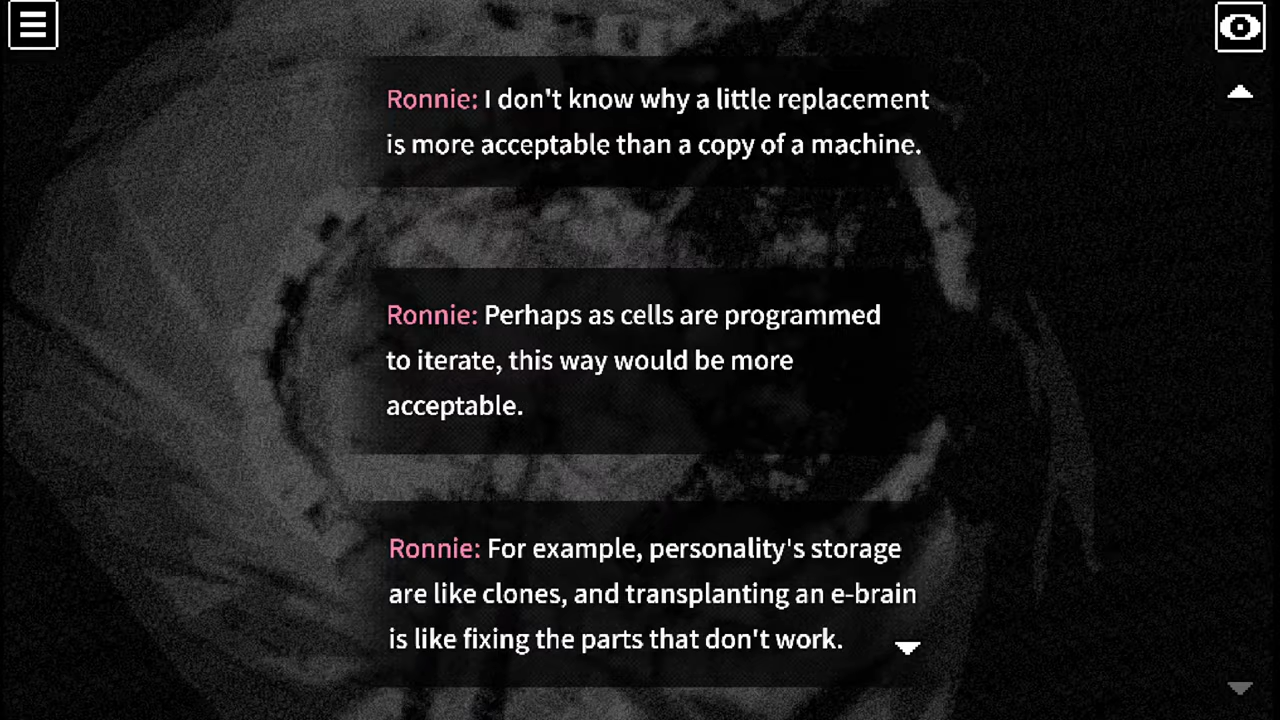 Ronnie: I don't know why a little replacement
is more acceptable than a copy of a machine.
Ronnie: Perhaps as cells are programmed
to iterate, this way would be more
acceptable.
Ronnie: For example, personality's storage
are like clones, and transplanting an e-brain
is like fixing the parts that don't work.